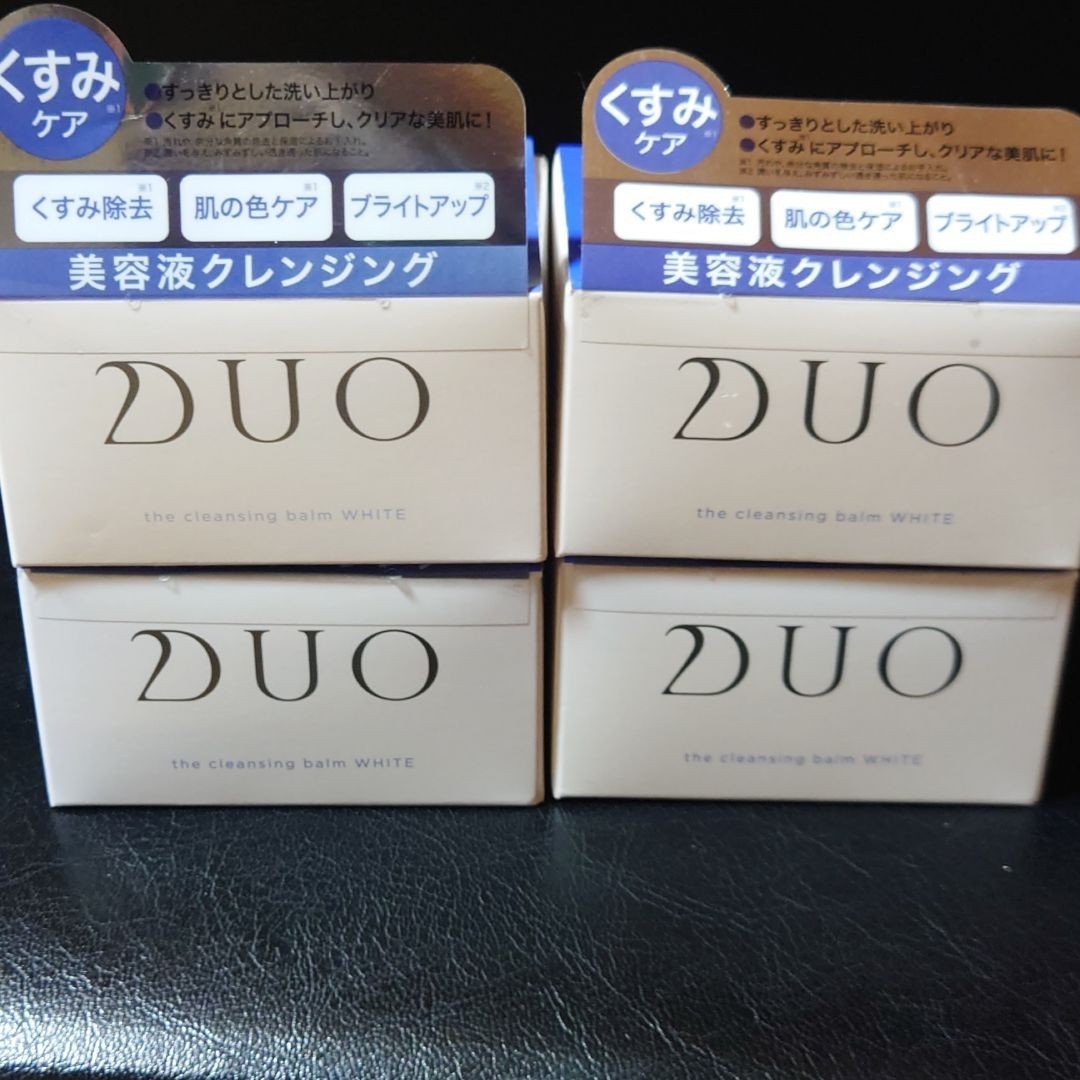 くすみ
ケア
※1
●すっきりとした洗い上がり
●くすみにアプローチし、クリアな美肌に!
くすみ除去※1
肌の色ケア※1
ブライトアップ※2
美容液クレンジング
DUO
the cleansing balm WHITE
くすみ
ケア
※1
●すっきりとした洗い上がり
●くすみにアプローチし、クリアな美肌に!
くすみ除去※1
肌の色ケア※1
ブライトアップ
美容液クレンジング
DUO
the cleansing balm WHITE
DUO
the cleansing balm WHITE
DUO
the cleansing balm WHITE